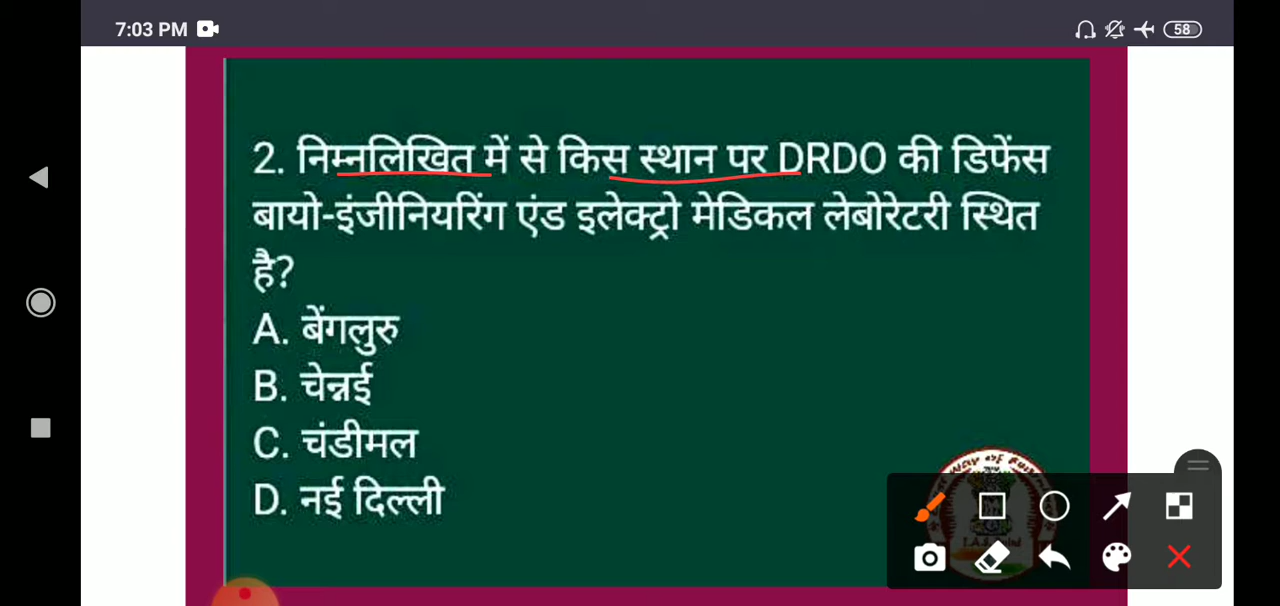 7:03 PM
58
2. निम्नलिखित में से किस स्थान पर DRDO की डिफेंस
बायो-इंजीनियरिंग एंड इलेक्ट्रो मेडिकल लेबोरेटरी स्थित
है?
A. बेंगलुरु
B. चेन्नई
C. चंडीमल
D. नई दिल्ली